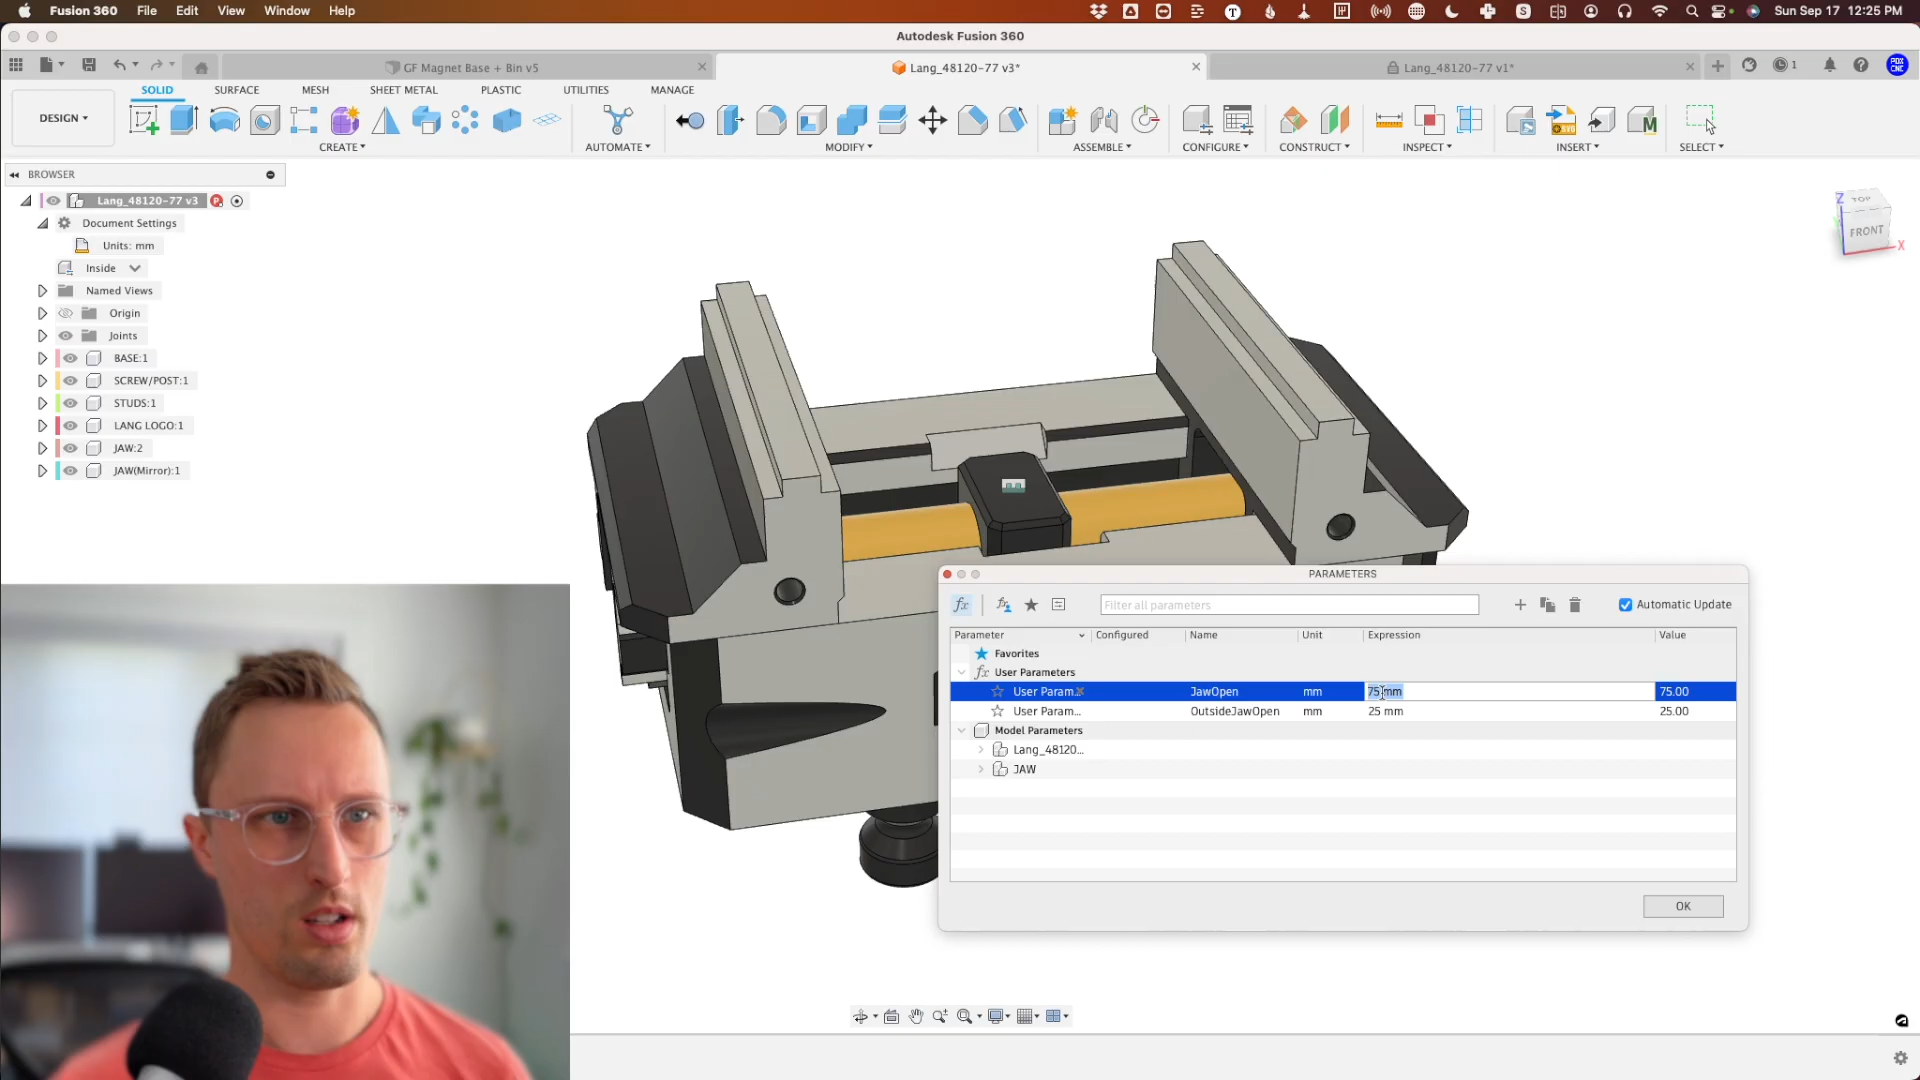 Fusion 360 File Edit View Window Help Sun Sep 17 12:25 PM
Autodesk Fusion 360
GF Magnet Base + Bin v5 Lang_48120-77 v3* Lang_48120-77 v1* 1
SOLID SURFACE MESH SHEET METAL PLASTIC UTILITIES MANAGE
DESIGN
CREATE AUTOMATE MODIFY ASSEMBLE CONFIGURE CONSTRUCT INSPECT INSERT SELECT
BROWSER
Lang_48120-77 v3
Document Settings
Units: mm
Inside
Named Views
Origin
Joints
BASE:1
SCREW/POST:1
STUDS:1
LANG LOGO:1
JAW:2
JAW(Mirror):1
TOP
FRONT
Z
X
PARAMETERS
Filter all parameters
Automatic Update
Parameter Configured Name Unit Expression Value
Favorites
fx User Parameters
User Param... JawOpen mm 75 mm 75.00
User Param... OutsideJawOpen mm 25 mm 25.00
Model Parameters
Lang_48120...
JAW
OK